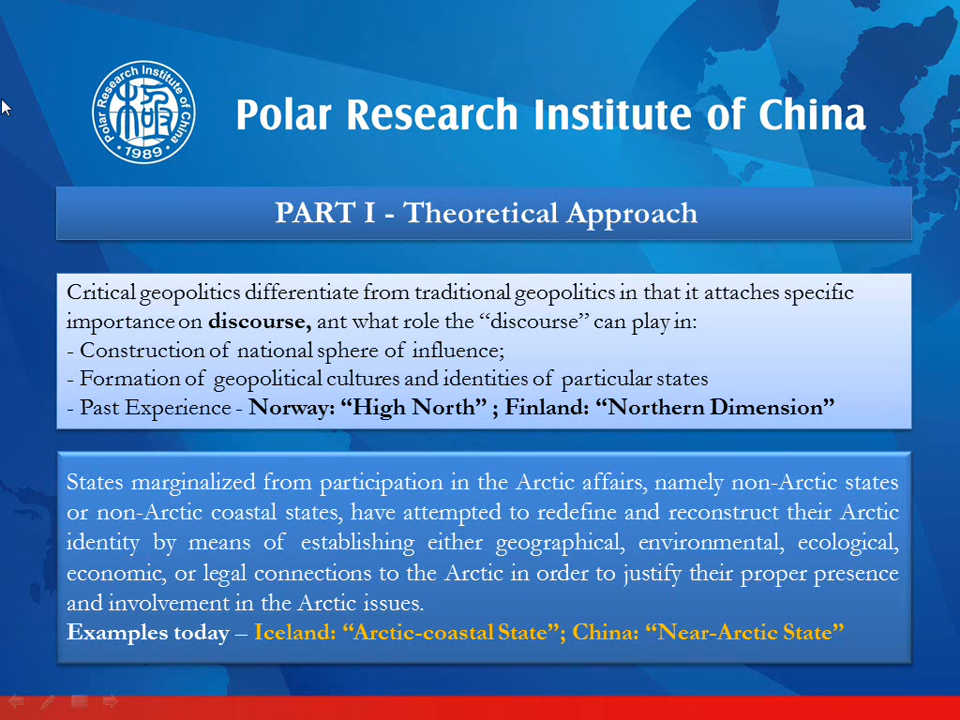 Polar Research Institute of China
• 1989 •
Polar Research Institute of China
PART I - Theoretical Approach
Critical geopolitics differentiate from traditional geopolitics in that it attaches specific
importance on discourse, ant what role the “discourse” can play in:
- Construction of national sphere of influence;
- Formation of geopolitical cultures and identities of particular states
- Past Experience - Norway: “High North” ; Finland: “Northern Dimension”
States marginalized from participation in the Arctic affairs, namely non-Arctic states
or non-Arctic coastal states, have attempted to redefine and reconstruct their Arctic
identity by means of establishing either geographical, environmental, ecological,
economic, or legal connections to the Arctic in order to justify their proper presence
and involvement in the Arctic issues.
Examples today – Iceland: “Arctic-coastal State”; China: “Near-Arctic State”